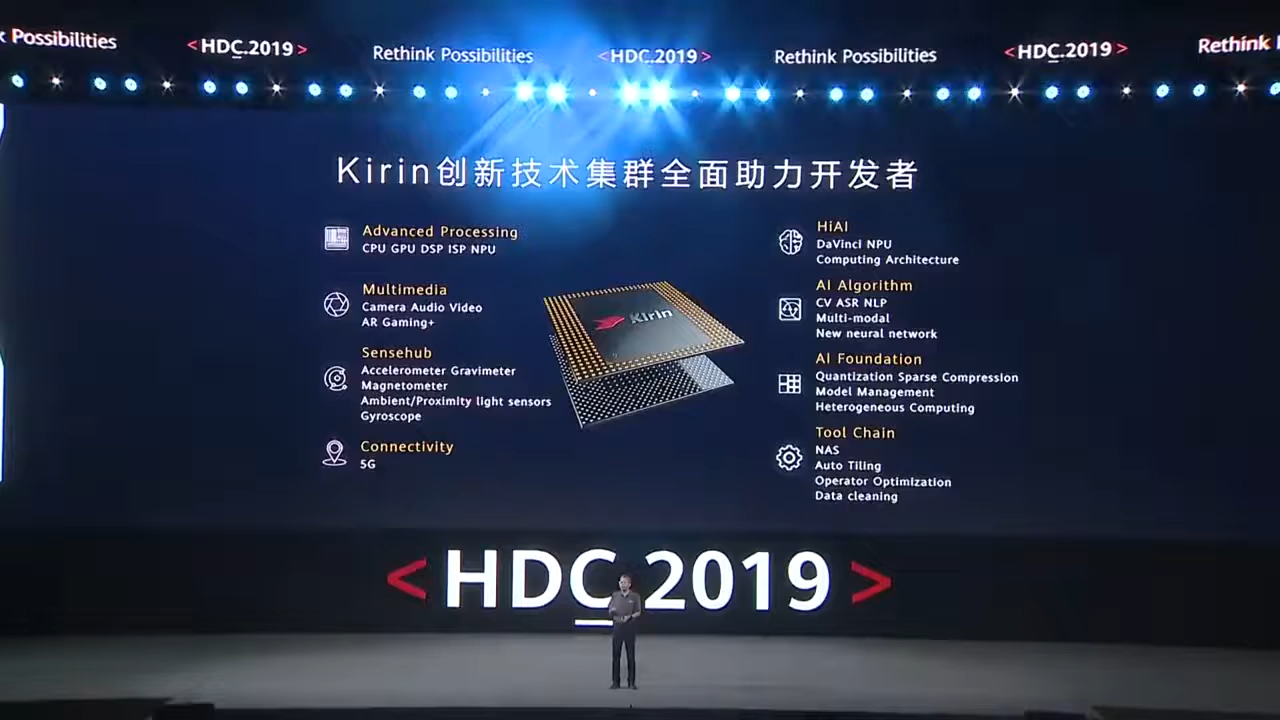 k Possibilities
<HDC.2019>
Rethink Possibilities
<HDC.2019>
Rethink Possibilities
<HDC.2019>
Rethink
Kirin创新技术集群全面助力开发者
Advanced Processing
CPU GPU DSP ISP NPU
Multimedia
Camera Audio Video
AR Gaming+
Sensehub
Accelerometer Gravimeter
Magnetometer
Ambient/Proximity light sensors
Gyroscope
Connectivity
5G
Kirin
HiAI
DaVinci NPU
Computing Architecture
AI Algorithm
CV ASR NLP
Multi-modal
New neural network
AI Foundation
Quantization Sparse Compression
Model Management
Heterogeneous Computing
Tool Chain
NAS
Auto Tiling
Operator Optimization
Data cleaning
<HDC.2019>